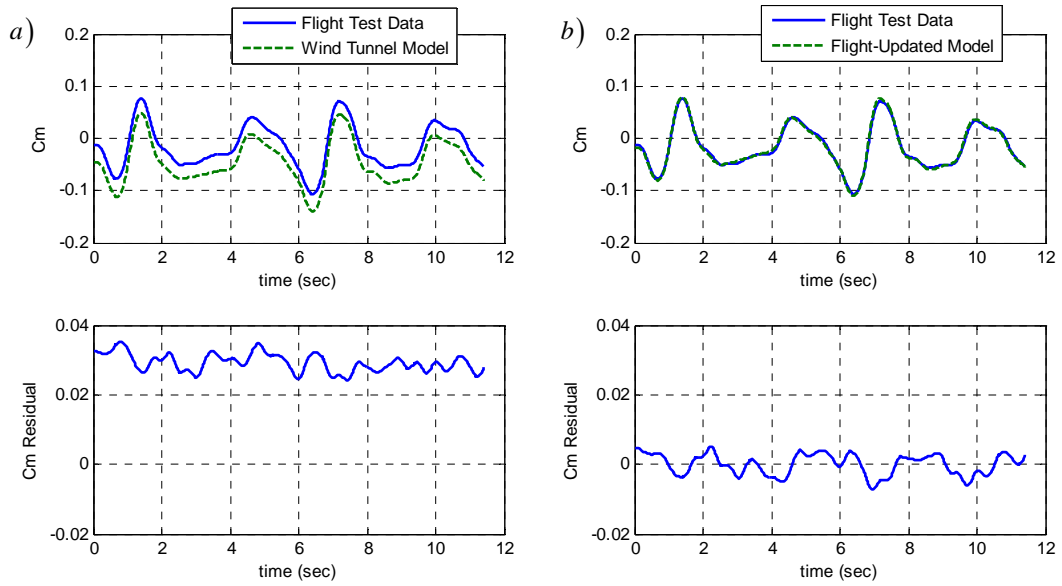 a)
Flight Test Data
Wind Tunnel Model
0.2
0.1
0
-0.1
-0.2
Cm
0 2 4 6 8 10 12
time (sec)
0.04
0.02
0
-0.02
Cm Residual
0 2 4 6 8 10 12
time (sec)
b)
Flight Test Data
Flight-Updated Model
0.2
0.1
0
-0.1
-0.2
Cm
0 2 4 6 8 10 12
time (sec)
0.04
0.02
0
-0.02
Cm Residual
0 2 4 6 8 10 12
time (sec)